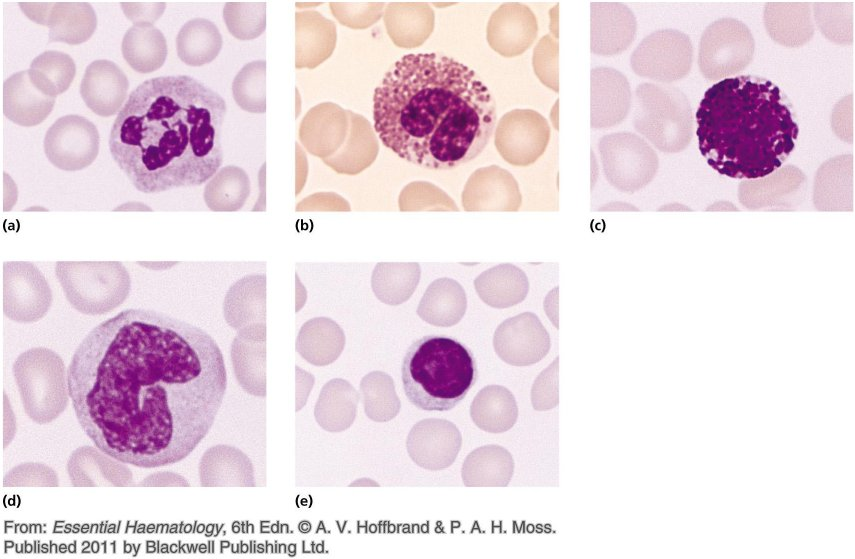 (a)
(b)
(c)
(d)
(e)
From: Essential Haematology, 6th Edn. © A. V. Hoffbrand & P. A. H. Moss.
Published 2011 by Blackwell Publishing Ltd.